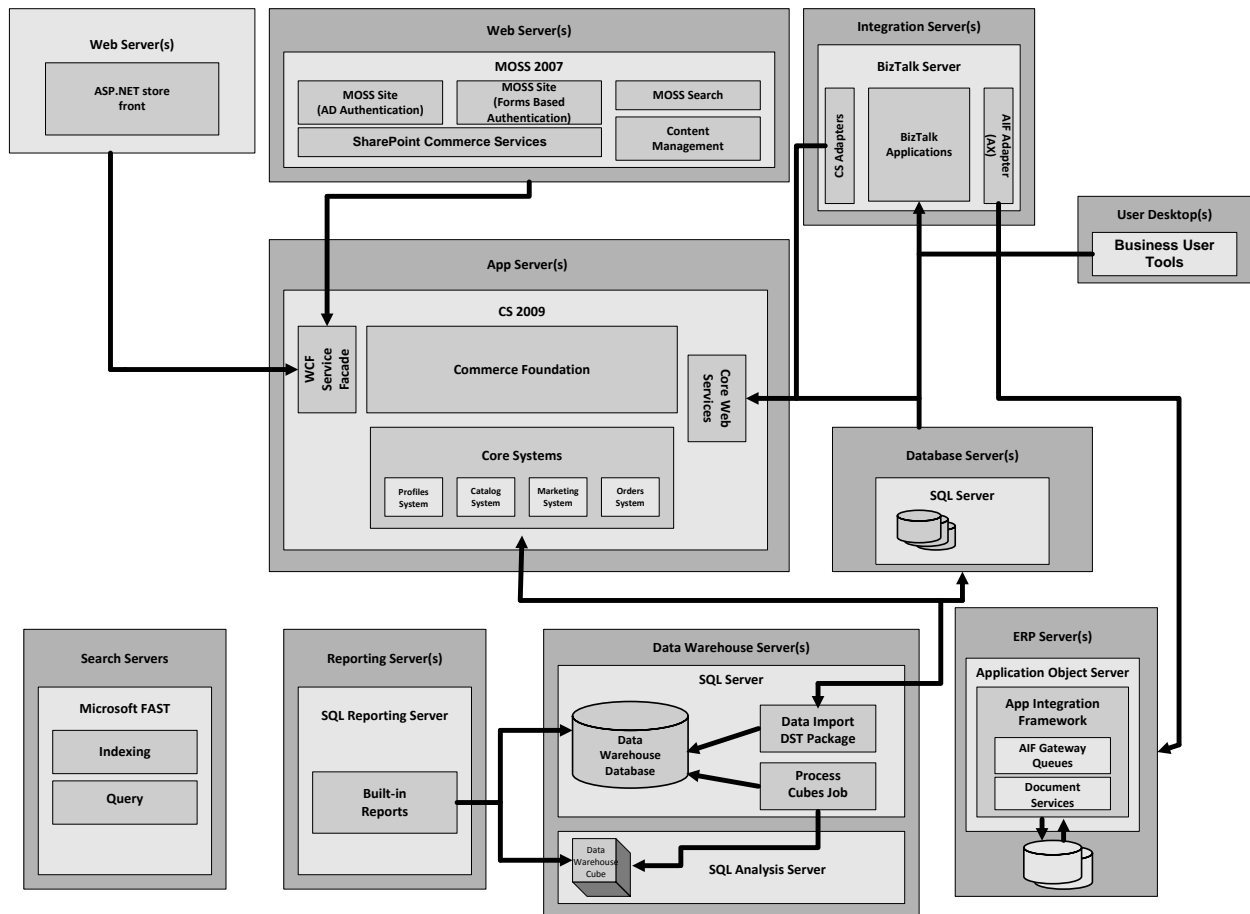 Web Server(s)
ASP.NET store
front
Web Server(s)
MOSS 2007
MOSS Site
(AD Authentication)
MOSS Site
(Forms Based
Authentication)
MOSS Search
SharePoint Commerce Services
Content
Management
Integration Server(s)
BizTalk Server
CS Adapters
BizTalk
Applications
AIF Adapter
(AX)
User Desktop(s)
Business User
Tools
App Server(s)
CS 2009
WCF
Service
Facade
Commerce Foundation
Core Web
Services
Core Systems
Profiles
System
Catalog
System
Marketing
System
Orders
System
Database Server(s)
SQL Server
Search Servers
Microsoft FAST
Indexing
Query
Reporting Server(s)
SQL Reporting Server
Built-in
Reports
Data Warehouse Server(s)
SQL Server
Data
Warehouse
Database
Data Import
DST Package
Process
Cubes Job
Data
Warehouse
Cube
SQL Analysis Server
ERP Server(s)
Application Object Server
App Integration
Framework
AIF Gateway
Queues
Document
Services